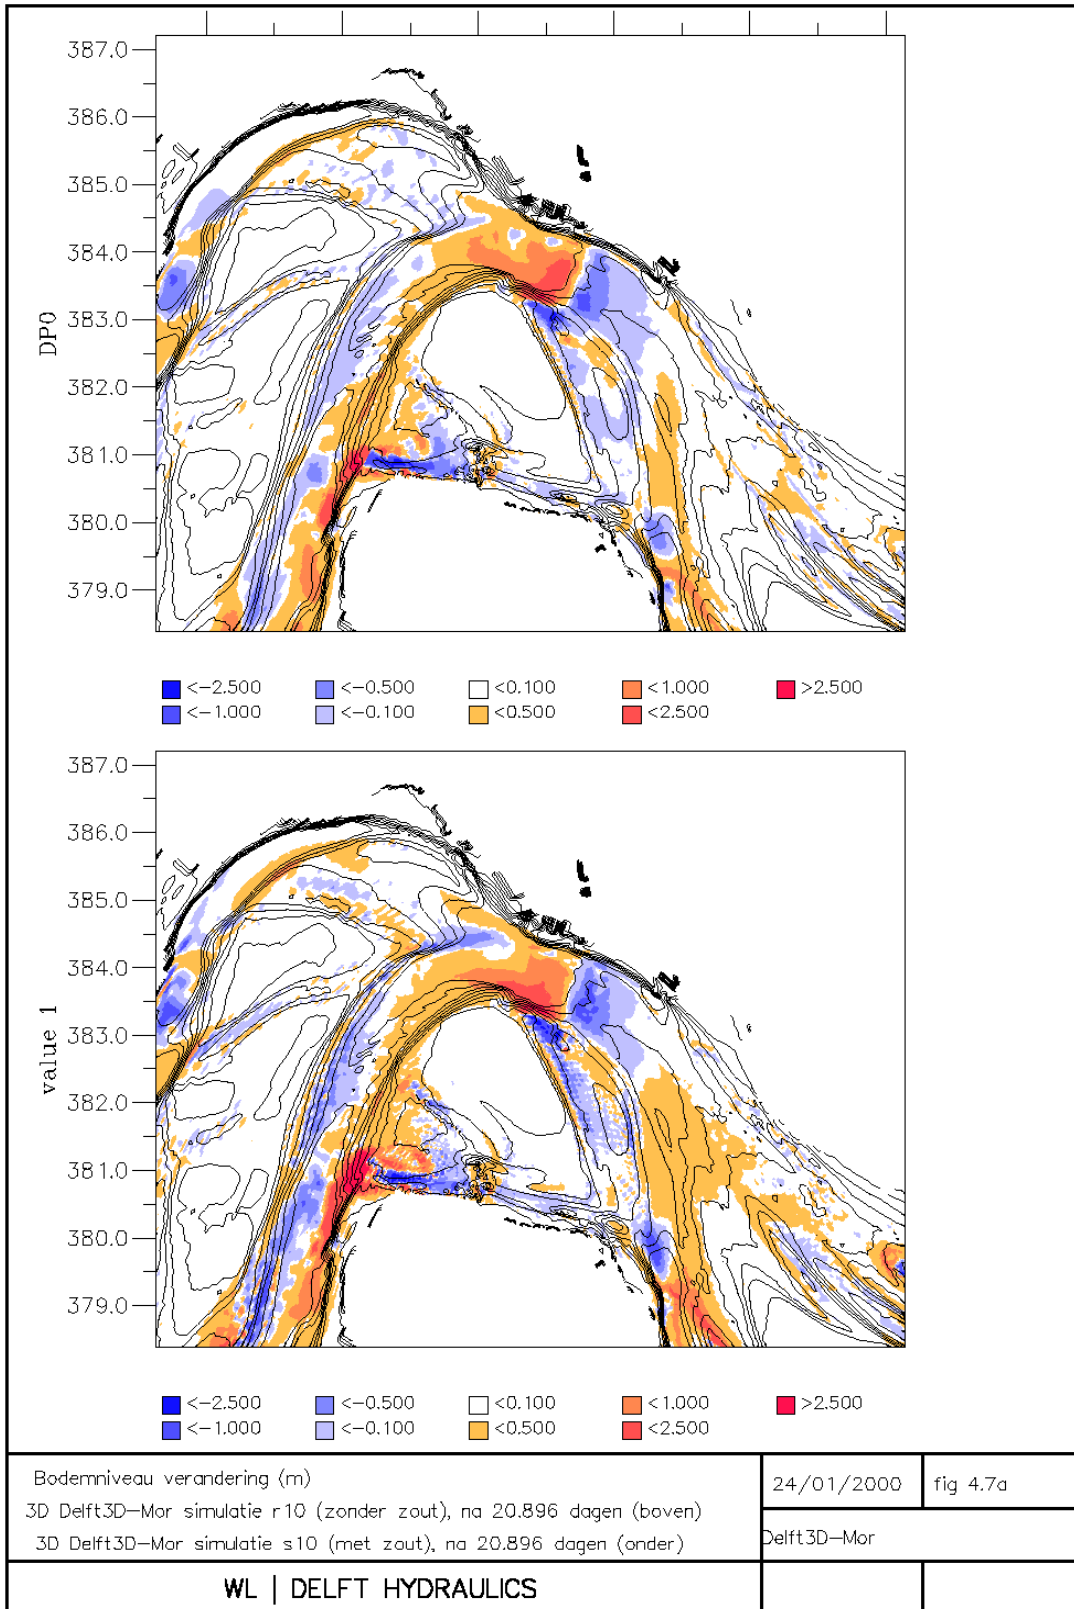 387.0
386.0
385.0
384.0
383.0
382.0
381.0
380.0
379.0
DP0
<-2.500 <-0.500 <0.100 <1.000 >2.500
<-1.000 <-0.100 <0.500 <2.500
387.0
386.0
385.0
384.0
383.0
382.0
381.0
380.0
379.0
value 1
<-2.500 <-0.500 <0.100 <1.000 >2.500
<-1.000 <-0.100 <0.500 <2.500
Bodemniveau verandering (m)
3D Delft3D-Mor simulatie r10 (zonder zout), na 20.896 dagen (boven)
3D Delft3D-Mor simulatie s10 (met zout), na 20.896 dagen (onder)
24/01/2000 fig 4.7a
Delft3D-Mor
WL | DELFT HYDRAULICS